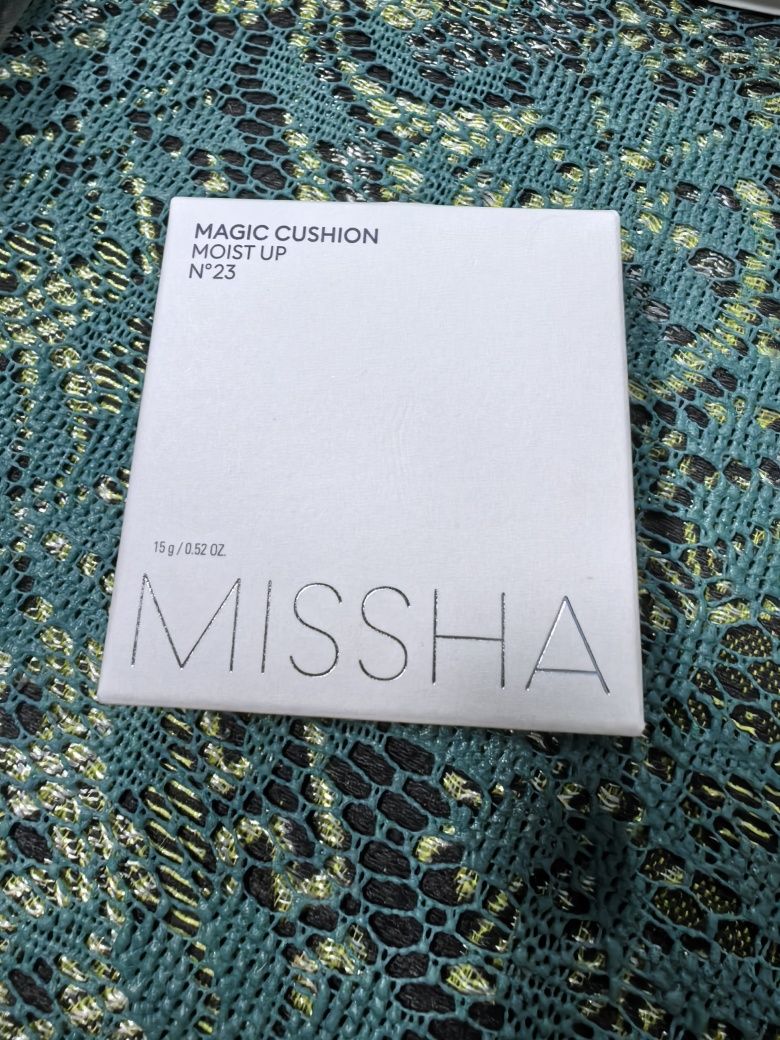 MAGIC CUSHION
MOIST UP
N°23
15 g / 0.52 OZ.
MISSHA